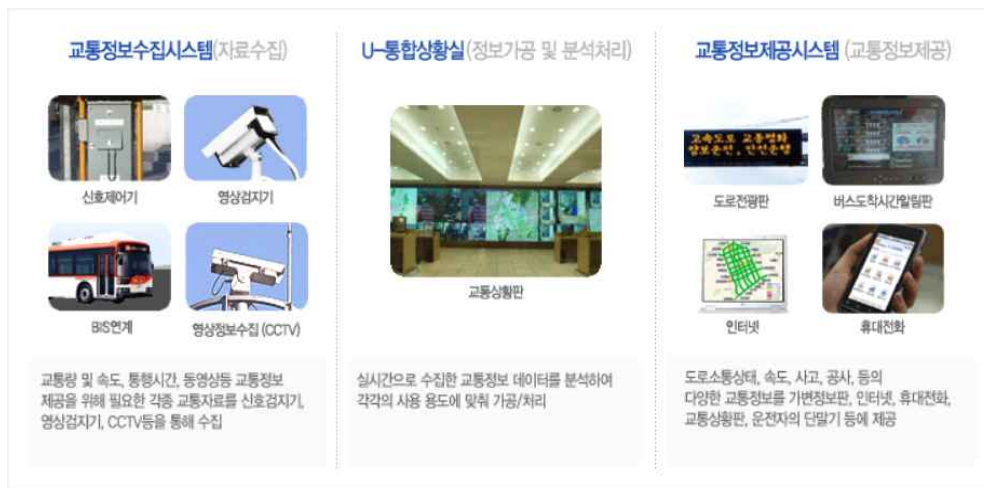 교통정보수집시스템(자료수집)
신호제어기
영상검지기
BIS연계
영상정보수집 (CCTV)
교통량 및 속도, 통행시간, 동영상등 교통정보
제공을 위해 필요한 각종 교통자료를 신호검지기,
영상검지기, CCTV등을 통해 수집
U-통합상황실(정보가공 및 분석처리)
교통상황판
실시간으로 수집한 교통정보 데이터를 분석하여
각각의 사용 용도에 맞춰 가공/처리
교통정보제공시스템 (교통정보제공)
도로전광판
버스도착시간알림판
인터넷
휴대전화
도로소통상태, 속도, 사고, 공사, 등의
다양한 교통정보를 가변정보판, 인터넷, 휴대전화,
교통상황판, 운전자의 단말기 등에 제공